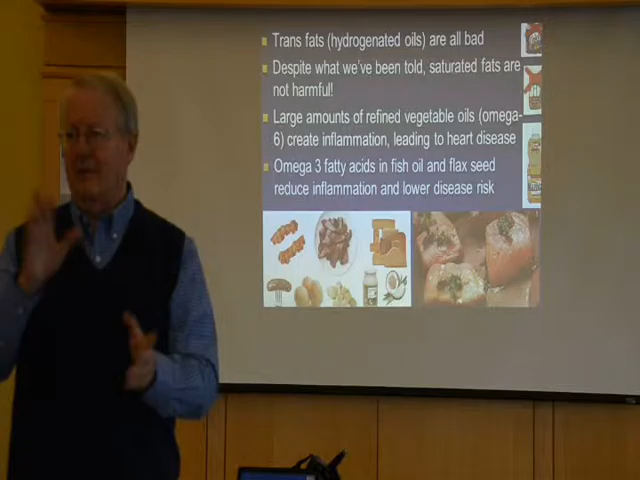 Trans fats (hydrogenated oils) are all bad
Despite what we've been told, saturated fats are
not harmful!
Large amounts of refined vegetable oils (omega-
6) create inflammation, leading to heart disease
Omega 3 fatty acids in fish oil and flax seed
reduce inflammation and lower disease risk